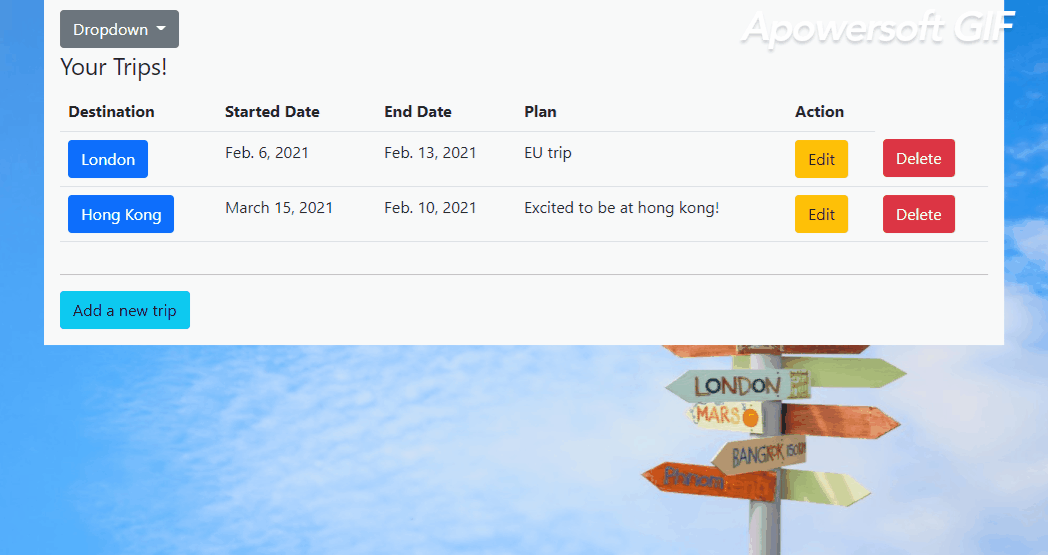 Dropdown
Apowersoft GIF
Your Trips!
Destination Started Date End Date Plan Action
London Feb. 6, 2021 Feb. 13, 2021 EU trip Edit Delete
Hong Kong March 15, 2021 Feb. 10, 2021 Excited to be at hong kong! Edit Delete
Add a new trip
LONDON
MARS
BANGKOK